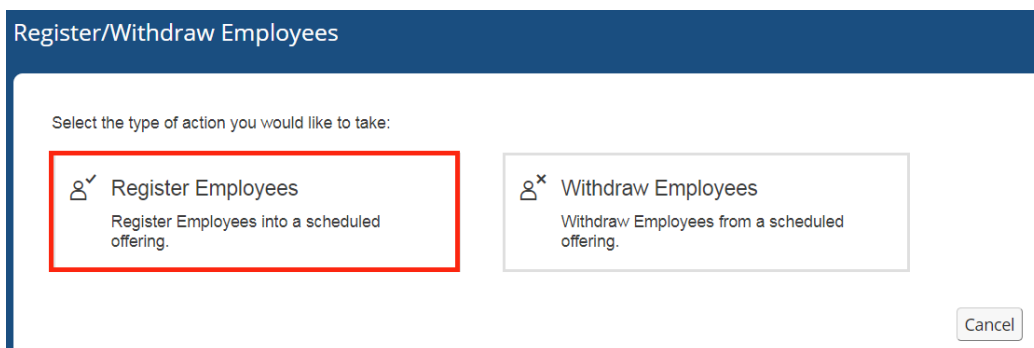 Register/Withdraw Employees
Select the type of action you would like to take:
Register Employees
Register Employees into a scheduled
offering.
Withdraw Employees
Withdraw Employees from a scheduled
offering.
Cancel